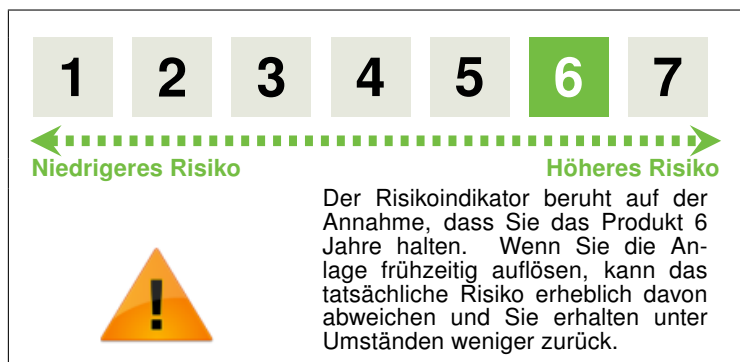 1 2 3 4 5 6 7
Niedrigeres Risiko Höheres Risiko
Der Risikoindikator beruht auf der
Annahme, dass Sie das Produkt 6
Jahre halten. Wenn Sie die An-
lage frühzeitig auflösen, kann das
tatsächliche Risiko erheblich davon
abweichen und Sie erhalten unter
Umständen weniger zurück.
!